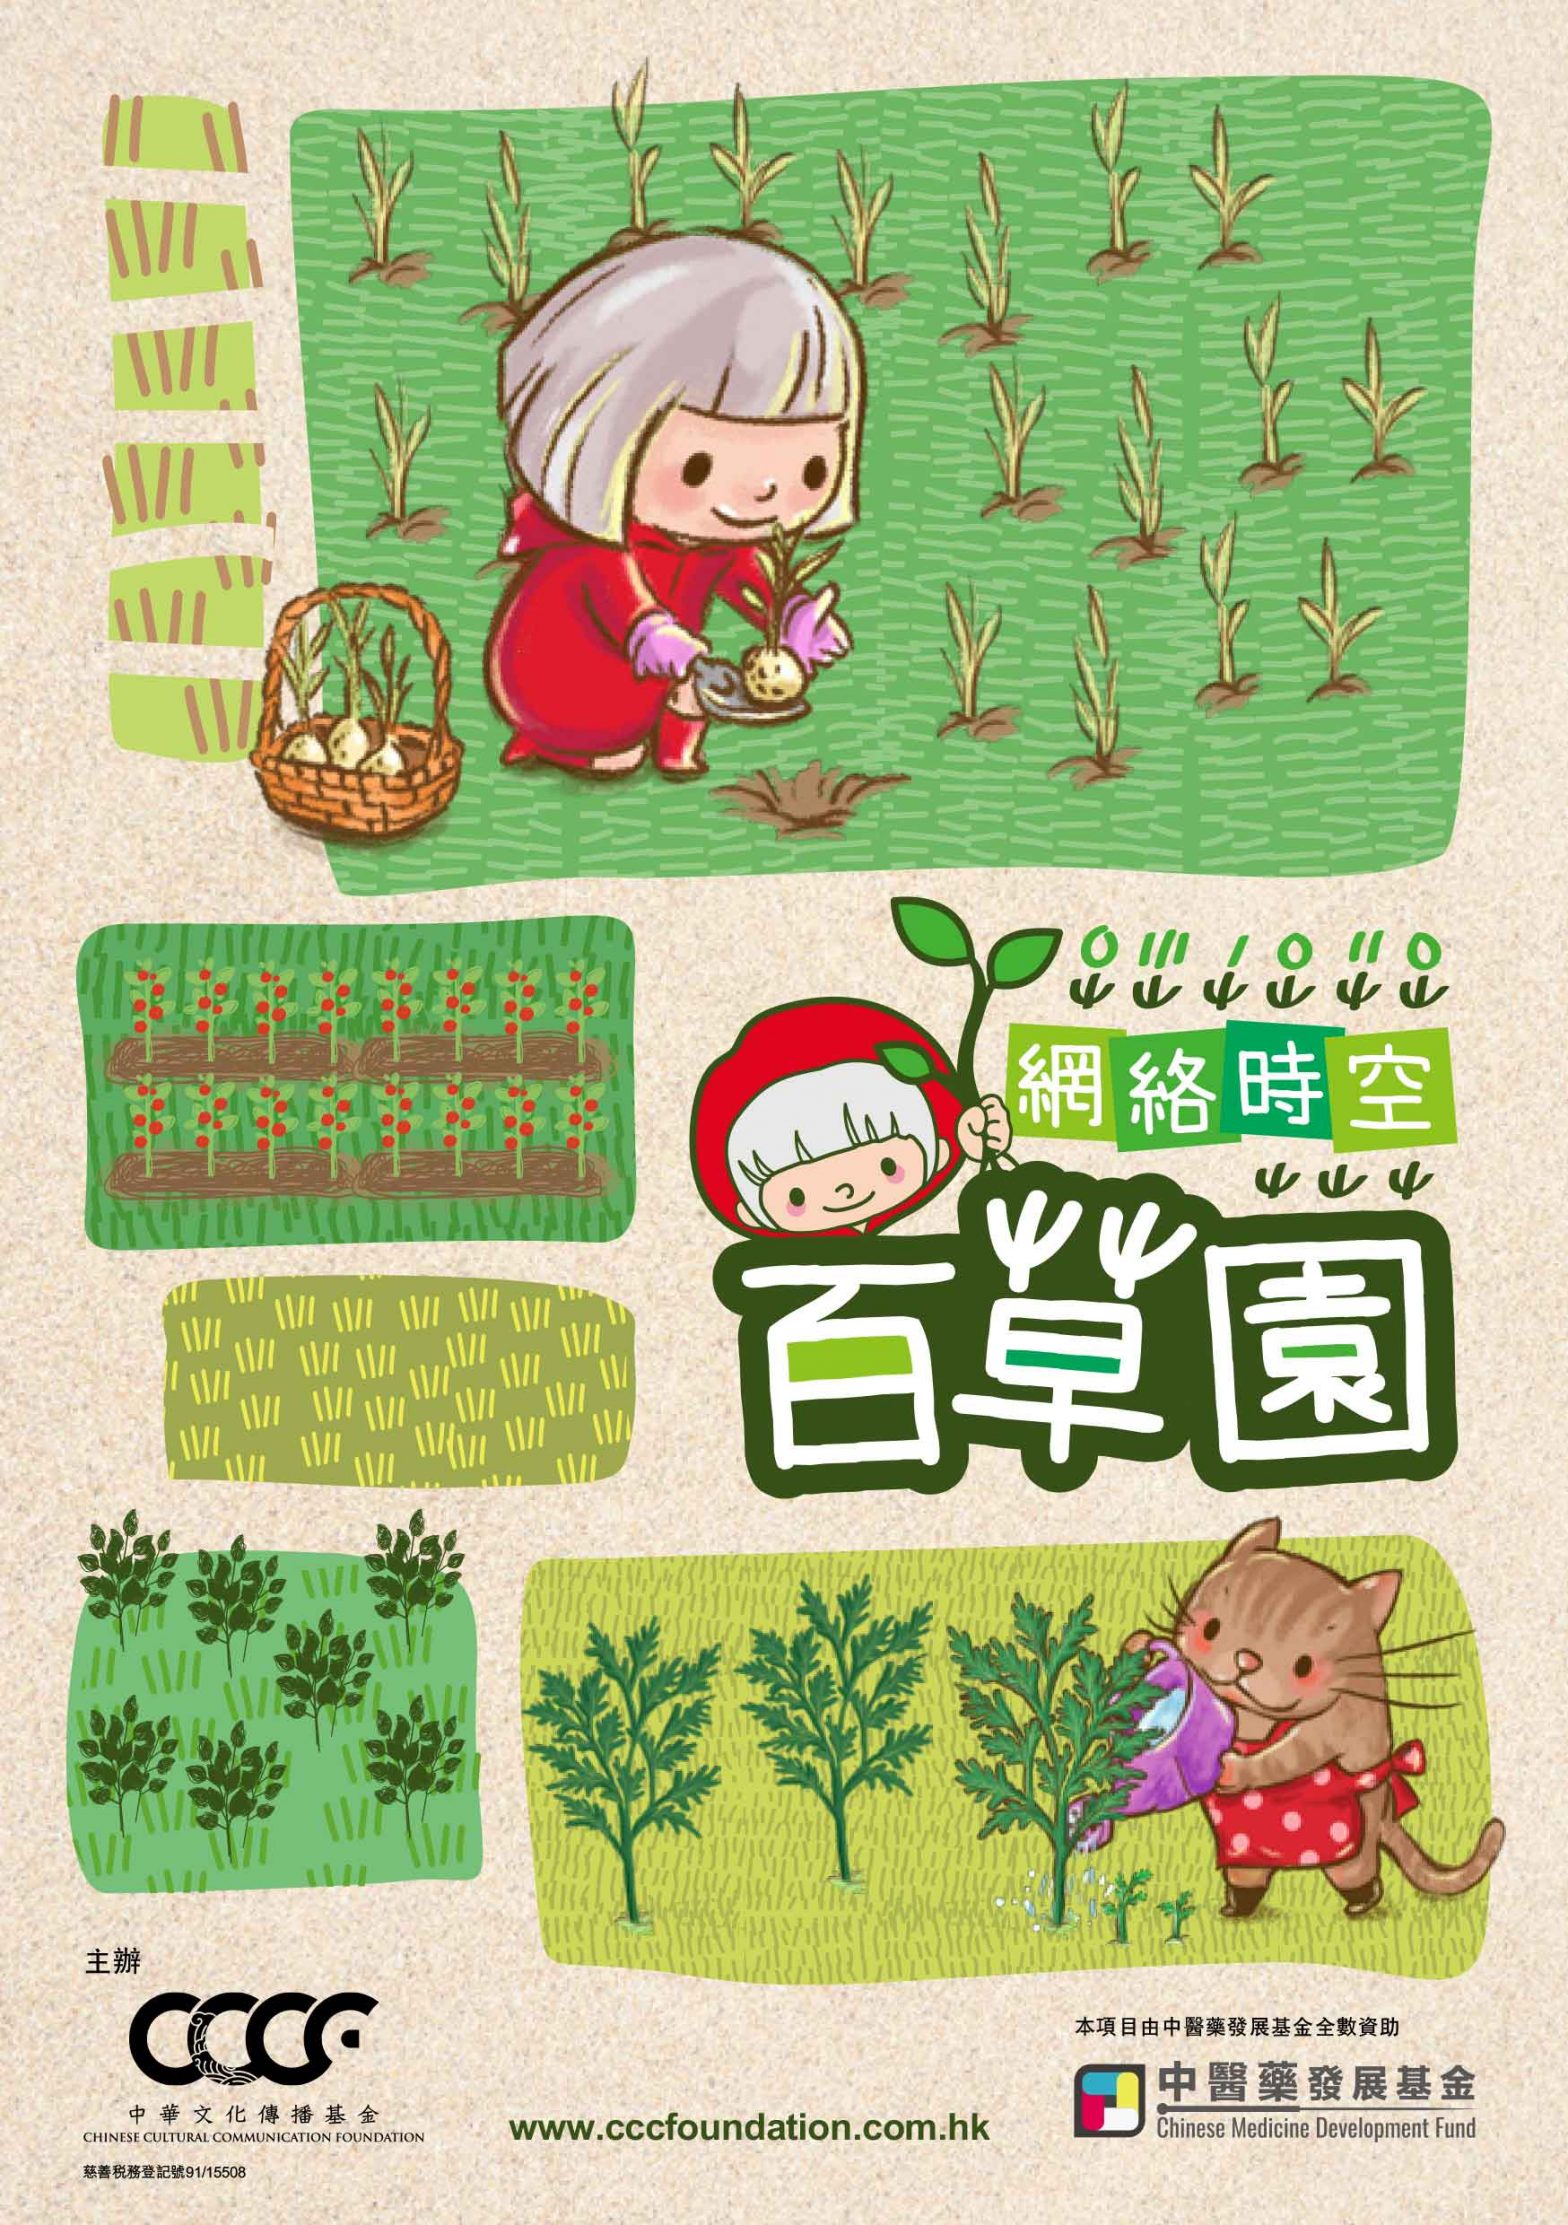 網絡時空
百草園
主辦
CCCF
中華文化傳播基金
CHINESE CULTURAL COMMUNICATION FOUNDATION
慈善税務登記號91/15508
www.cccfoundation.com.hk
本項目由中醫藥發展基金全數資助
中醫藥發展基金
Chinese Medicine Development Fund